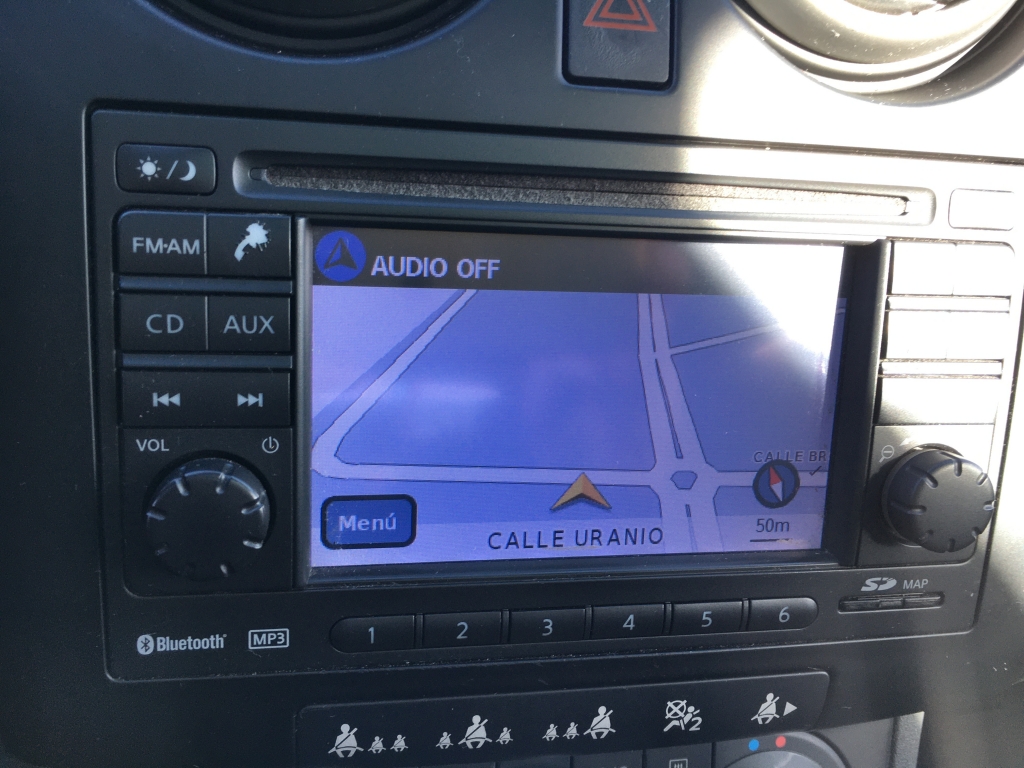 FM·AM
AUDIO OFF
CD AUX
VOL
CALLE BR
Menú
CALLE URANIO
50m
SD MAP
1 2 3 4 5 6
Bluetooth MP3
2